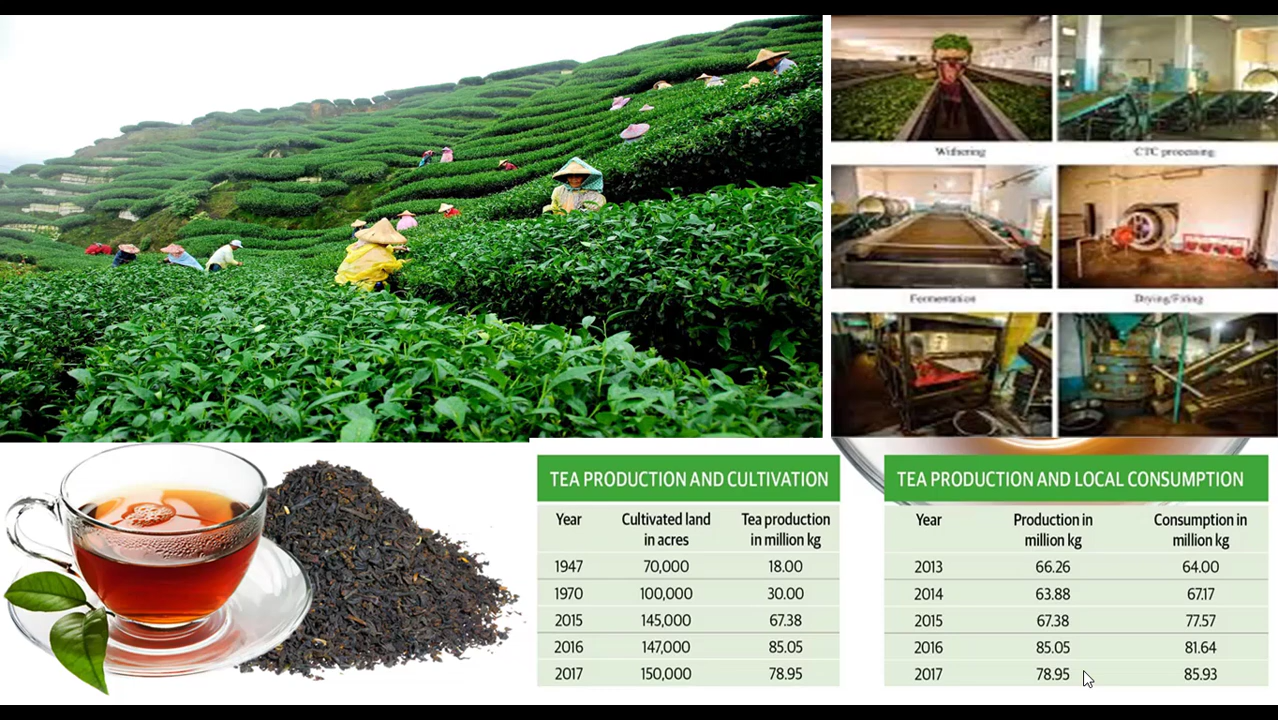 Withering
CTC processing
Fermentation
Drying/Firing
TEA PRODUCTION AND CULTIVATION
Year Cultivated land in acres Tea production in million kg
1947 70,000 18.00
1970 100,000 30.00
2015 145,000 67.38
2016 147,000 85.05
2017 150,000 78.95
TEA PRODUCTION AND LOCAL CONSUMPTION
Year Production in million kg Consumption in million kg
2013 66.26 64.00
2014 63.88 67.17
2015 67.38 77.57
2016 85.05 81.64
2017 78.95 85.93